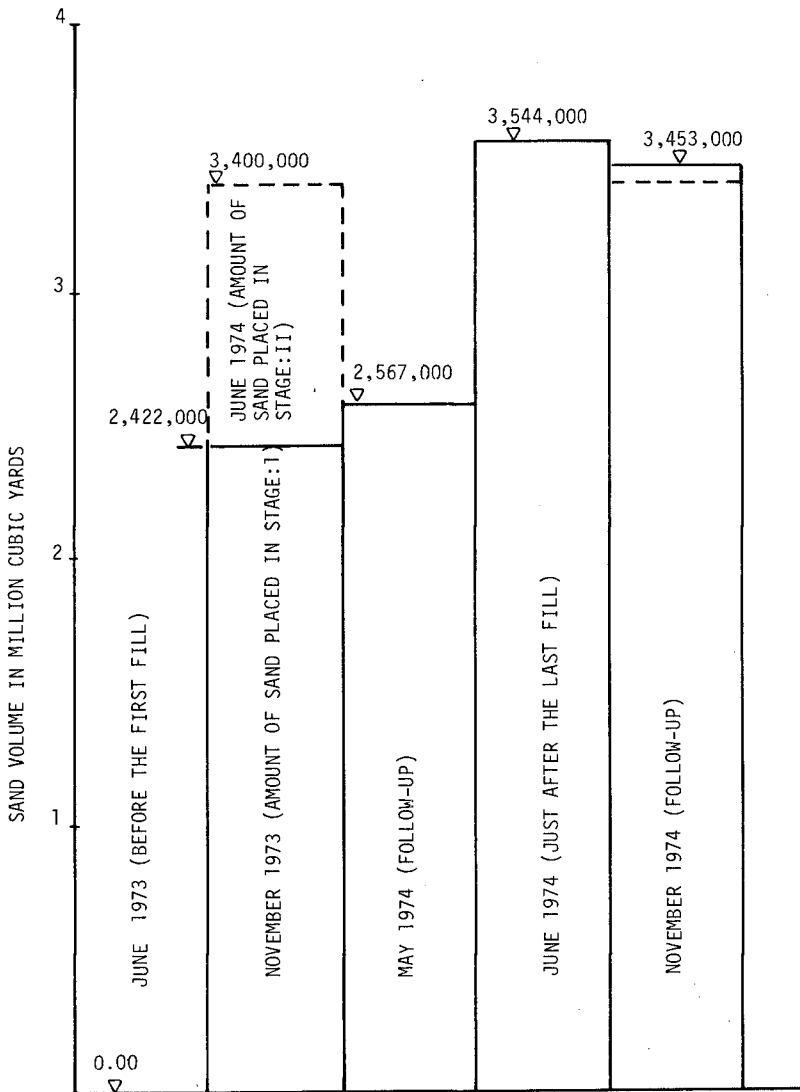 4
3
2
1
SAND VOLUME IN MILLION CUBIC YARDS
0.00
JUNE 1973 (BEFORE THE FIRST FILL)
2,422,000
3,400,000
JUNE 1974 (AMOUNT OF
SAND PLACED IN
STAGE:II)
NOVEMBER 1973 (AMOUNT OF SAND PLACED IN STAGE:I)
2,567,000
MAY 1974 (FOLLOW-UP)
3,544,000
JUNE 1974 (JUST AFTER THE LAST FILL)
3,453,000
NOVEMBER 1974 (FOLLOW-UP)